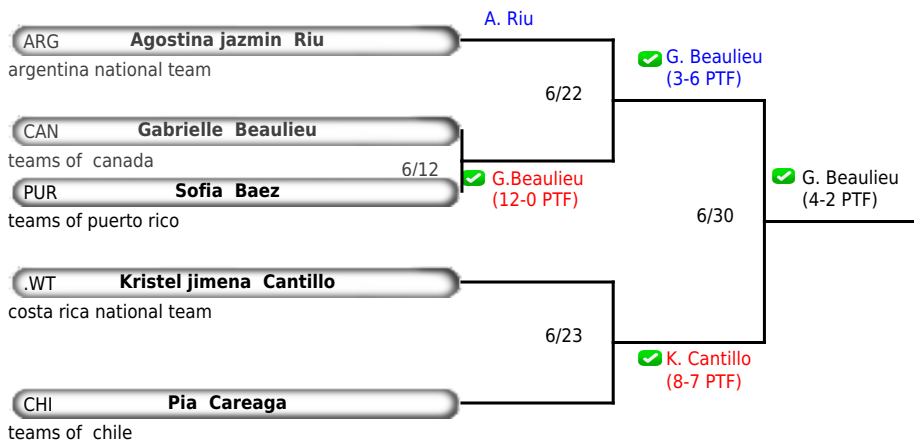 A. Riu
ARG Agostina jazmin Riu
argentina national team
G. Beaulieu
(3-6 PTF)
6/22
CAN Gabrielle Beaulieu
teams of canada
6/12
G.Beaulieu
(12-0 PTF)
PUR Sofia Baez
teams of puerto rico
G. Beaulieu
(4-2 PTF)
6/30
.WT Kristel jimena Cantillo
costa rica national team
6/23
K. Cantillo
(8-7 PTF)
CHI Pia Careaga
teams of chile